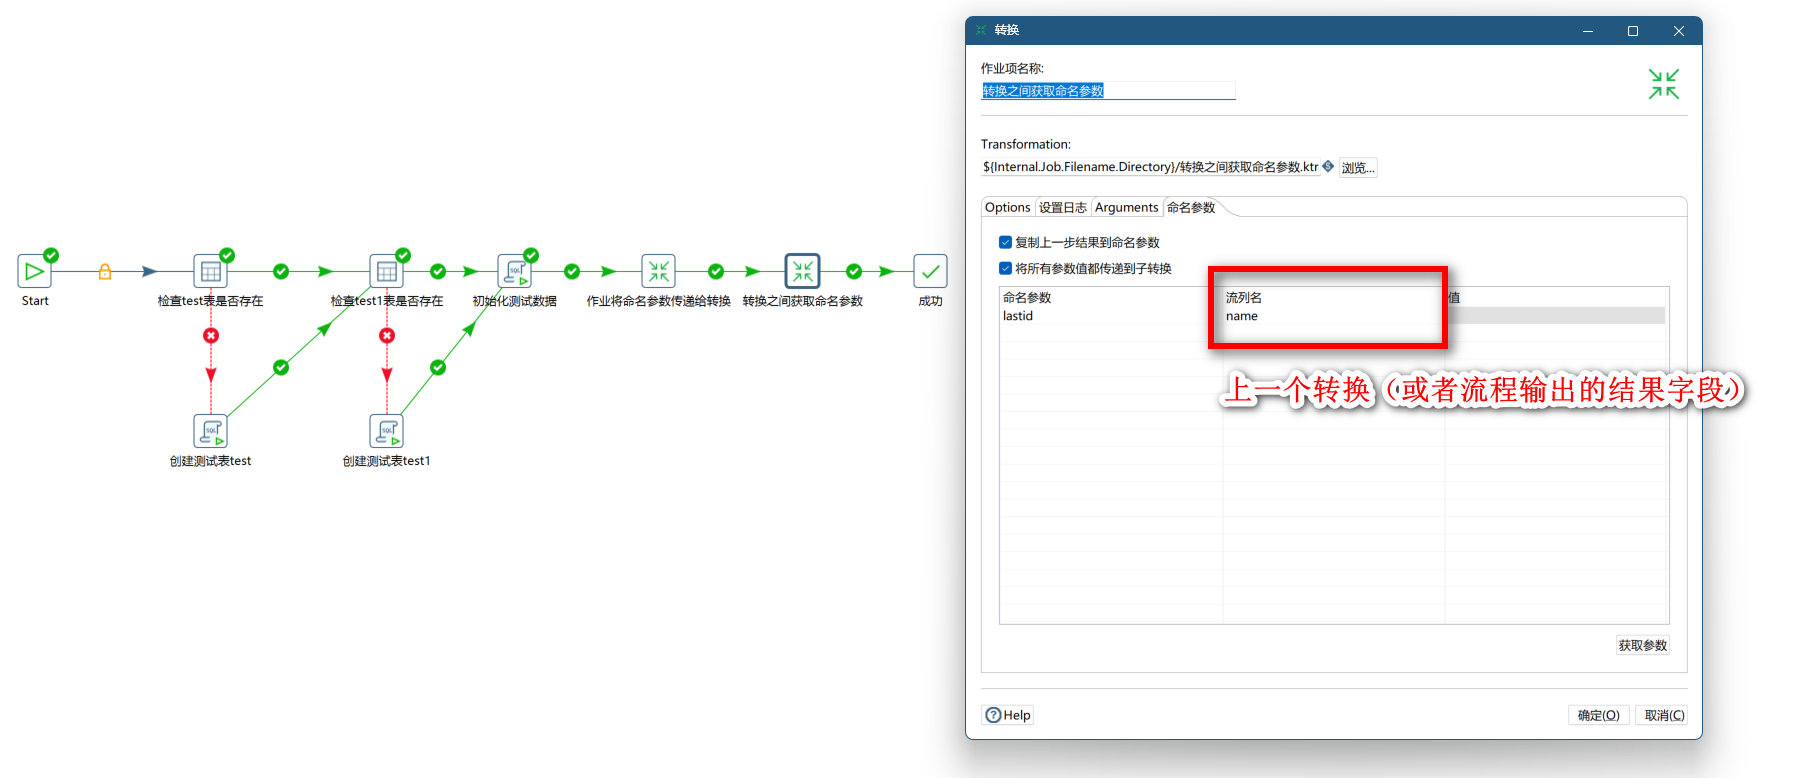 Start
检查test表是否存在
检查test1表是否存在
初始化测试数据
作业将命名参数传递给转换
转换之间获取命名参数
成功
创建测试表test
创建测试表test1
SQL
SQL
SQL
转换
作业项名称:
转换之间获取命名参数
Transformation:
${Internal.Job.Filename.Directory}/转换之间获取命名参数.ktr
浏览...
Options 设置日志 Arguments 命名参数
复制上一步结果到命名参数
将所有参数值都传递到子转换
命名参数 流列名 值
lastid name
上一个转换（或者流程输出的结果字段）
获取参数
Help
确定(O) 取消(C)